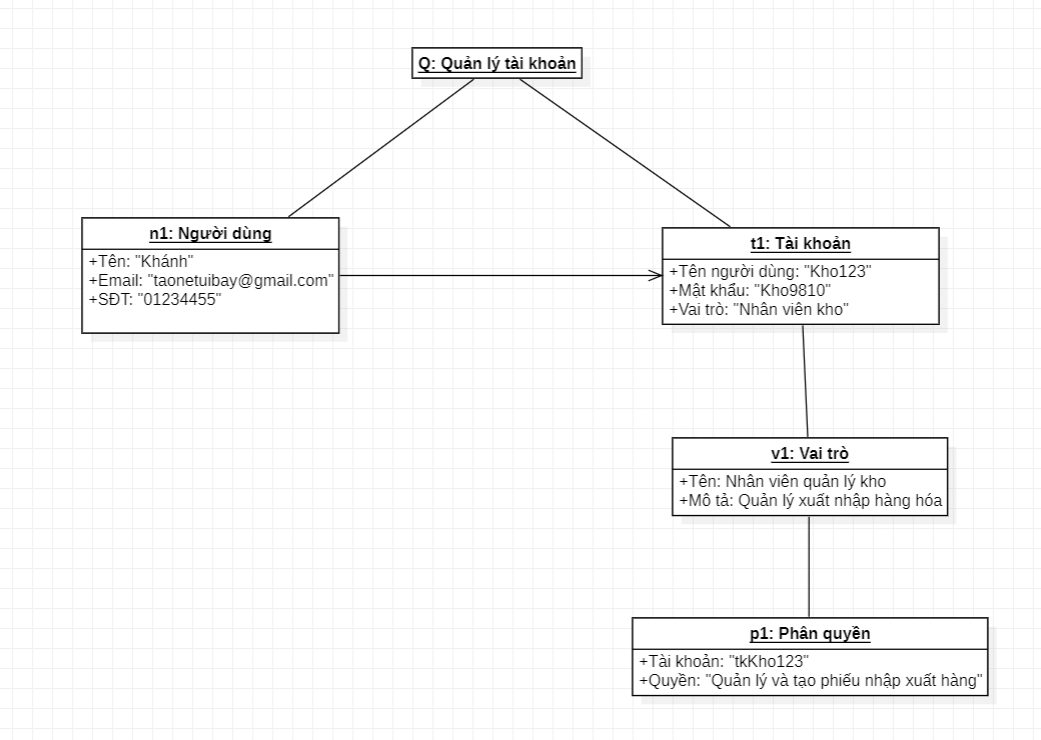 Q: Quản lý tài khoản
n1: Người dùng
+Tên: "Khánh"
+Email: "taonetuibay@gmail.com"
+SĐT: "01234455"
t1: Tài khoản
+Tên người dùng: "Kho123"
+Mật khẩu: "Kho9810"
+Vai trò: "Nhân viên kho"
v1: Vai trò
+Tên: Nhân viên quản lý kho
+Mô tả: Quản lý xuất nhập hàng hóa
p1: Phân quyền
+Tài khoản: "tkKho123"
+Quyền: "Quản lý và tạo phiếu nhập xuất hàng"